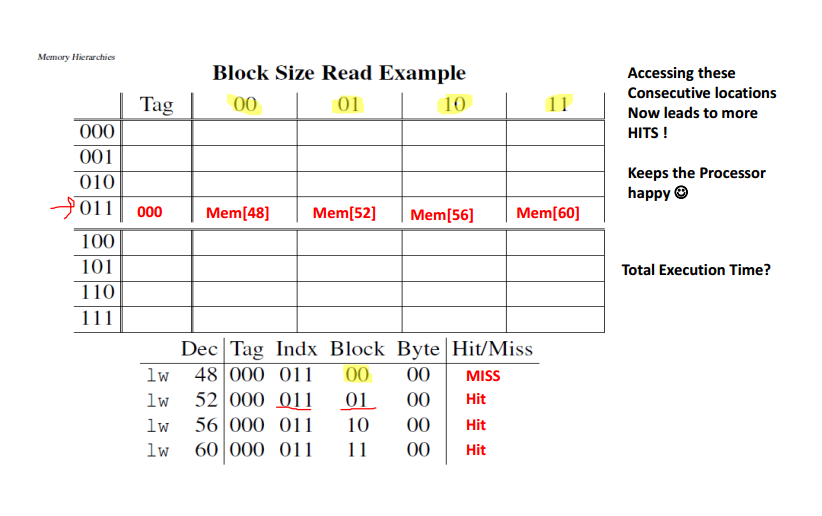 Memory Hierarchies
Block Size Read Example
Accessing these
Consecutive locations
Now leads to more
HITS !
Keeps the Processor
happy ☺
Total Execution Time?
Tag 00 01 10 11
000
001
010
011 000 Mem[48] Mem[52] Mem[56] Mem[60]
100
101
110
111
Dec Tag Indx Block Byte Hit/Miss
lw 48 000 011 00 00 MISS
lw 52 000 011 01 00 Hit
lw 56 000 011 10 00 Hit
lw 60 000 011 11 00 Hit